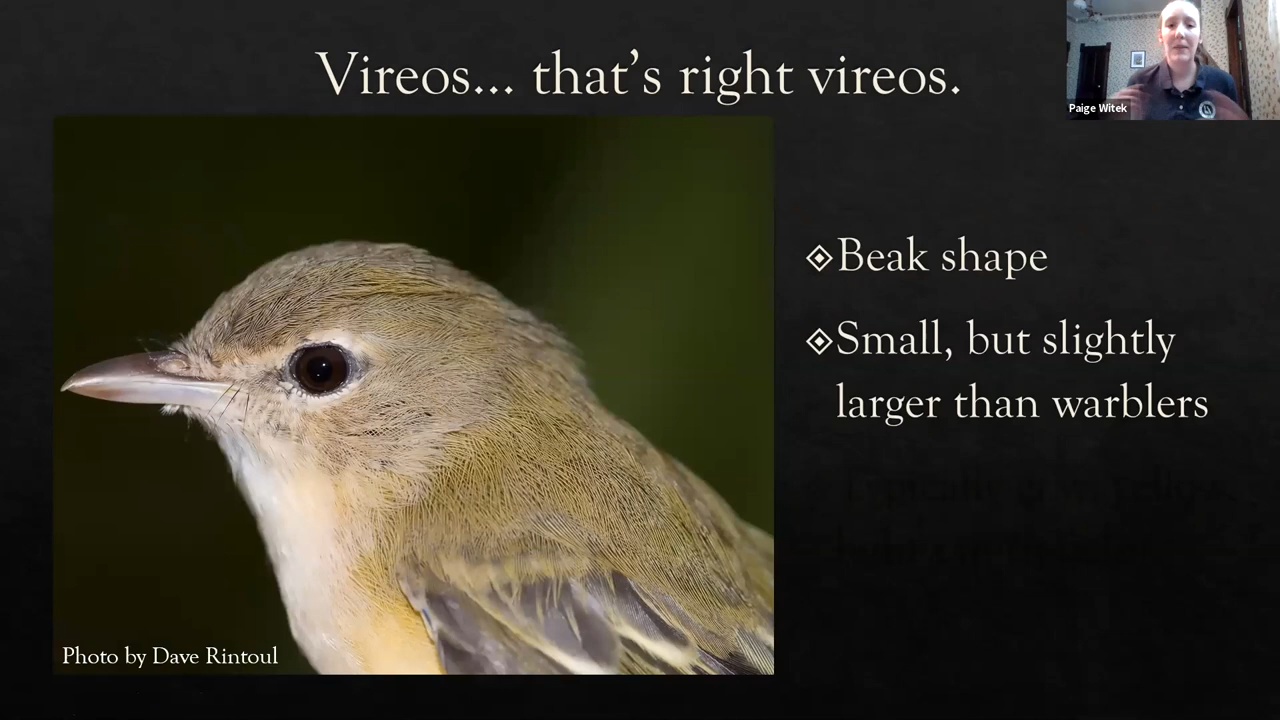 Vireos... that's right vireos.
Paige Witek
Beak shape
Small, but slightly
larger than warblers
Photo by Dave Rintoul